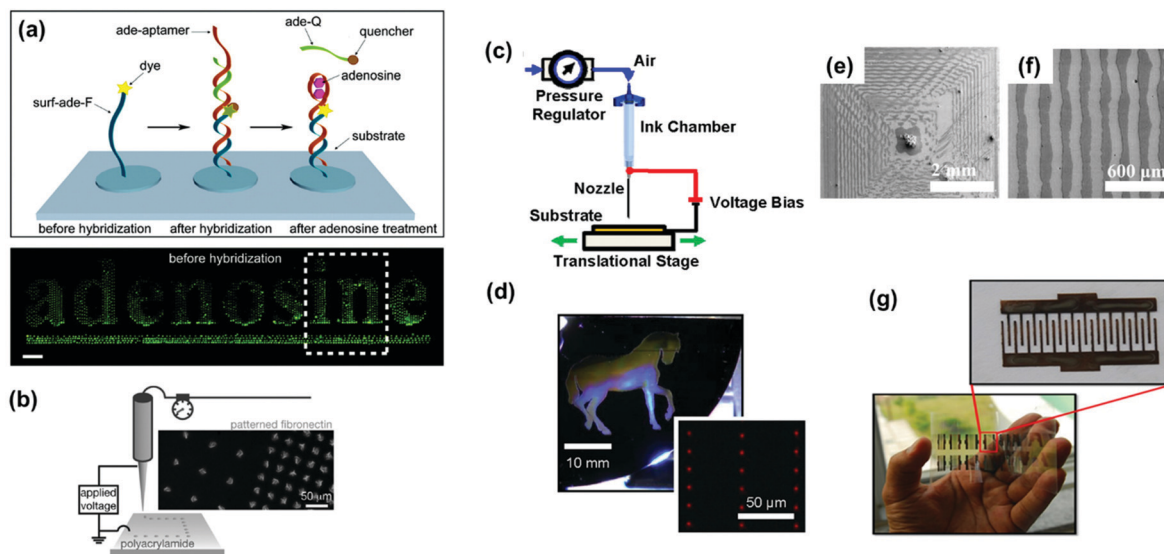 (a)
ade-aptamer
ade-Q
quencher
dye
adenosine
surf-ade-F
substrate
before hybridization
after hybridization
after adenosine treatment
before hybridization
adenosine
(b)
patterned fibronectin
50 µm
applied
voltage
polyacrylamide
(c)
Air
Pressure
Regulator
Ink Chamber
Nozzle
Voltage Bias
Substrate
Translational Stage
(d)
10 mm
50 µm
(e)
2 mm
(f)
600 µm
(g)